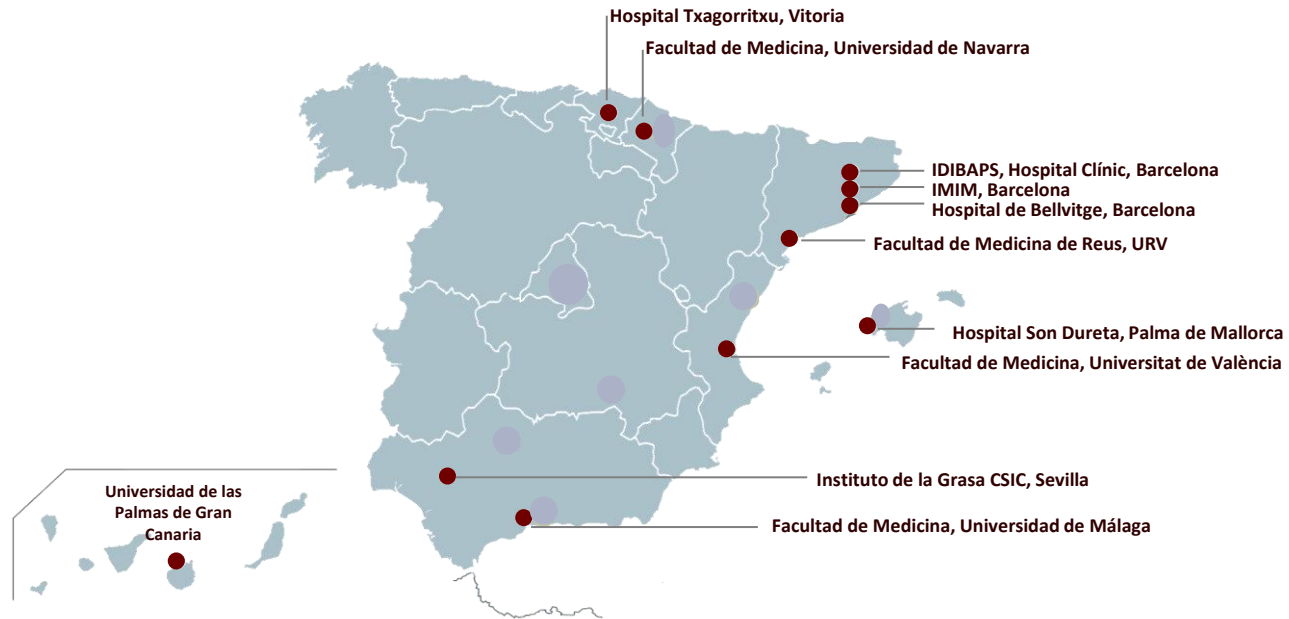 Hospital Txagorritxu, Vitoria
Facultad de Medicina, Universidad de Navarra
IDIBAPS, Hospital Clínic, Barcelona
IMIM, Barcelona
Hospital de Bellvitge, Barcelona
Facultad de Medicina de Reus, URV
Hospital Son Dureta, Palma de Mallorca
Facultad de Medicina, Universitat de València
Instituto de la Grasa CSIC, Sevilla
Universidad de las
Palmas de Gran
Canaria
Facultad de Medicina, Universidad de Málaga